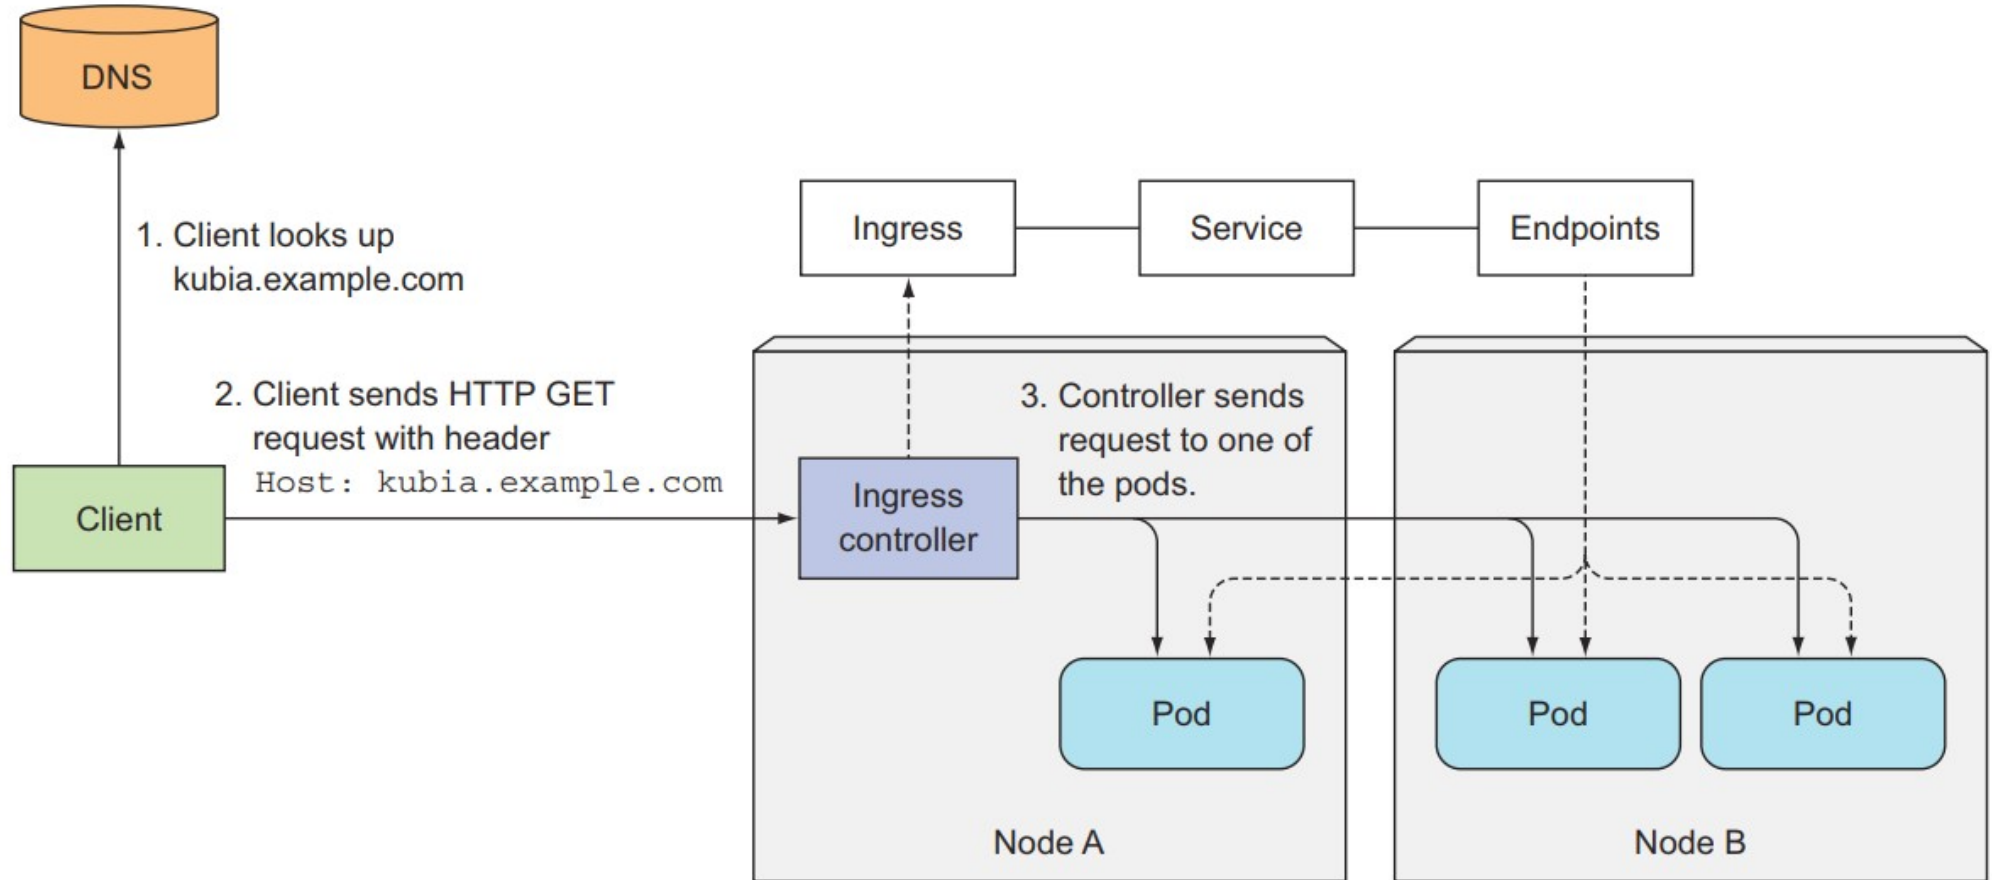 DNS
1. Client looks up
kubia.example.com
Ingress
Service
Endpoints
2. Client sends HTTP GET
request with header
Host: kubia.example.com
3. Controller sends
request to one of
the pods.
Client
Ingress
controller
Pod
Pod
Pod
Node A
Node B